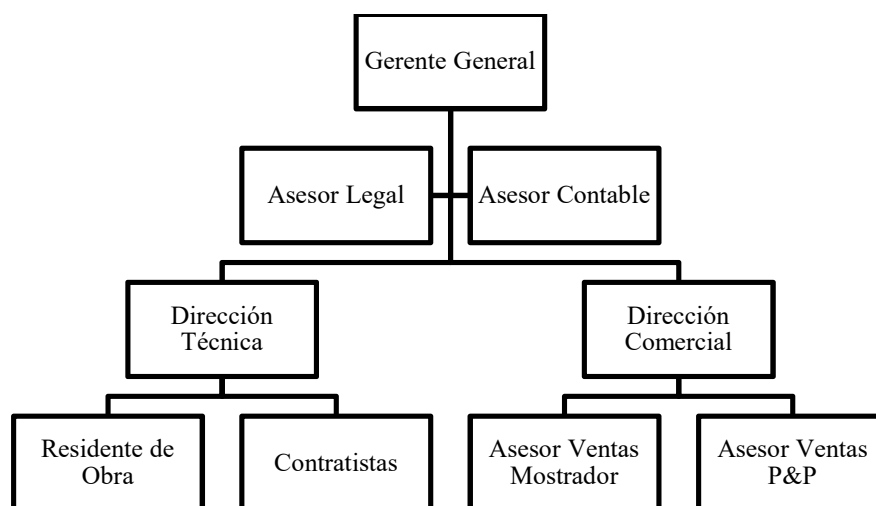 Gerente General
Asesor Legal
Asesor Contable
Dirección
Técnica
Dirección
Comercial
Residente de
Obra
Contratistas
Asesor Ventas
Mostrador
Asesor Ventas
P&P